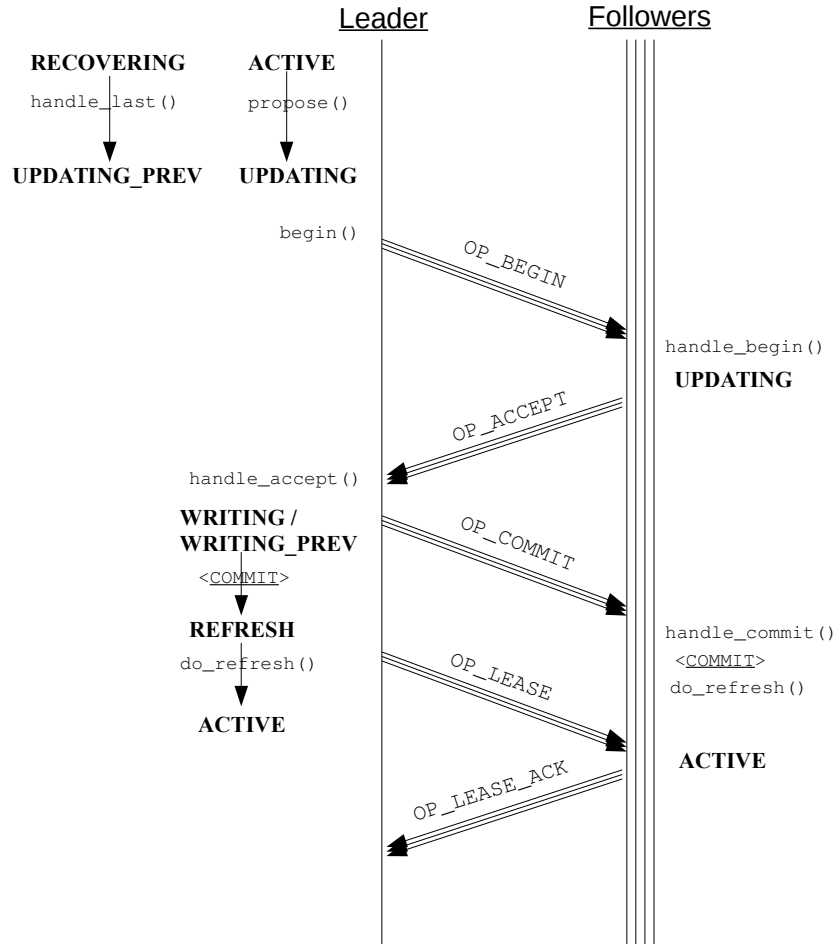 Leader
Followers
RECOVERING
ACTIVE
handle_last()
propose()
UPDATING_PREV
UPDATING
begin()
OP_BEGIN
handle_begin()
UPDATING
OP_ACCEPT
handle_accept()
WRITING /
WRITING_PREV
OP_COMMIT
<COMMIT>
REFRESH
handle_commit()
do_refresh()
OP_LEASE
<COMMIT>
do_refresh()
ACTIVE
ACTIVE
OP_LEASE_ACK